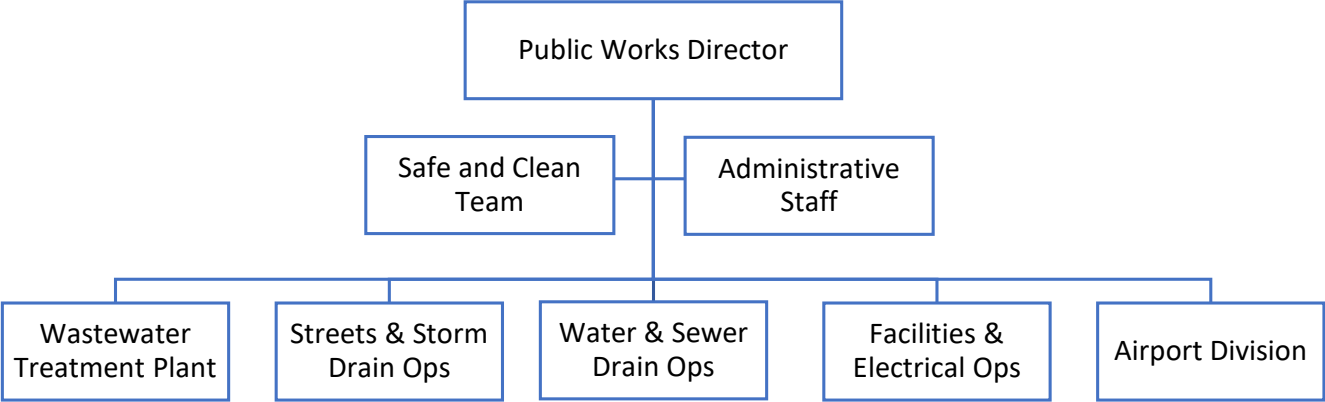 Public Works Director
Safe and Clean
Team
Administrative
Staff
Wastewater
Treatment Plant
Streets & Storm
Drain Ops
Water & Sewer
Drain Ops
Facilities &
Electrical Ops
Airport Division